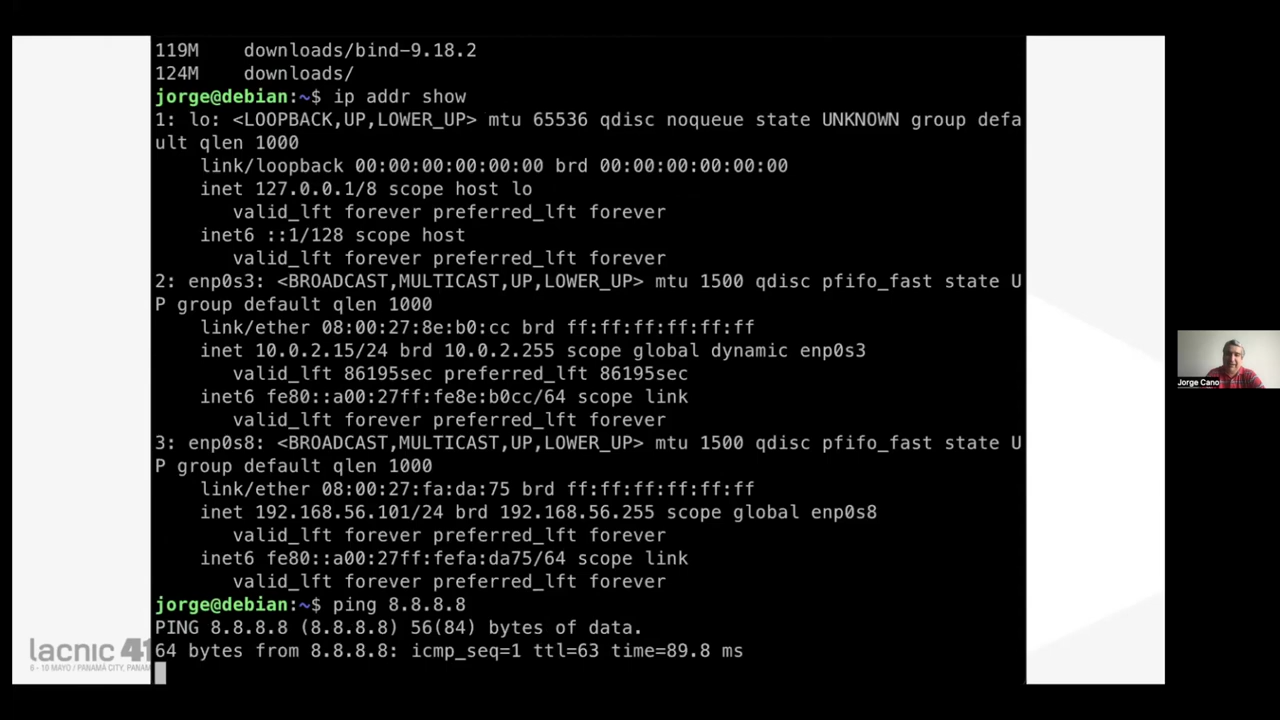 119M    downloads/bind-9.18.2
124M    downloads/
jorge@debian:~$ ip addr show
1: lo: <LOOPBACK,UP,LOWER_UP> mtu 65536 qdisc noqueue state UNKNOWN group defa
ult qlen 1000
    link/loopback 00:00:00:00:00:00 brd 00:00:00:00:00:00
    inet 127.0.0.1/8 scope host lo
       valid_lft forever preferred_lft forever
    inet6 ::1/128 scope host
       valid_lft forever preferred_lft forever
2: enp0s3: <BROADCAST,MULTICAST,UP,LOWER_UP> mtu 1500 qdisc pfifo_fast state U
P group default qlen 1000
    link/ether 08:00:27:8e:b0:cc brd ff:ff:ff:ff:ff:ff
    inet 10.0.2.15/24 brd 10.0.2.255 scope global dynamic enp0s3
       valid_lft 86195sec preferred_lft 86195sec
    inet6 fe80::a00:27ff:fe8e:b0cc/64 scope link
       valid_lft forever preferred_lft forever
3: enp0s8: <BROADCAST,MULTICAST,UP,LOWER_UP> mtu 1500 qdisc pfifo_fast state U
P group default qlen 1000
    link/ether 08:00:27:fa:da:75 brd ff:ff:ff:ff:ff:ff
    inet 192.168.56.101/24 brd 192.168.56.255 scope global enp0s8
       valid_lft forever preferred_lft forever
    inet6 fe80::a00:27ff:fefa:da75/64 scope link
       valid_lft forever preferred_lft forever
jorge@debian:~$ ping 8.8.8.8
PING 8.8.8.8 (8.8.8.8) 56(84) bytes of data.
64 bytes from 8.8.8.8: icmp_seq=1 ttl=63 time=89.8 ms
lacnic 41
6 - 10 MAYO / PANAMÁ CITY, PANAM
Jorge Cano